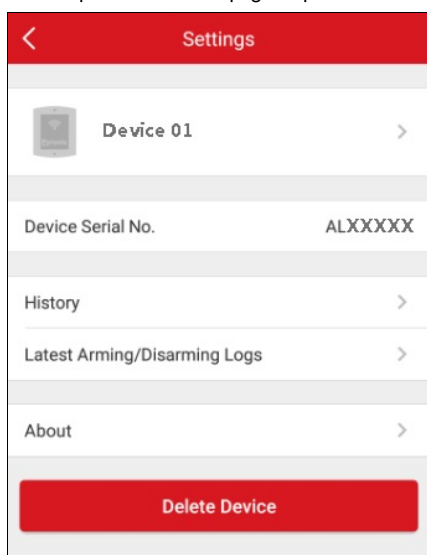 Settings
Device 01
Device Serial No. ALXXXXX
History
Latest Arming/Disarming Logs
About
Delete Device